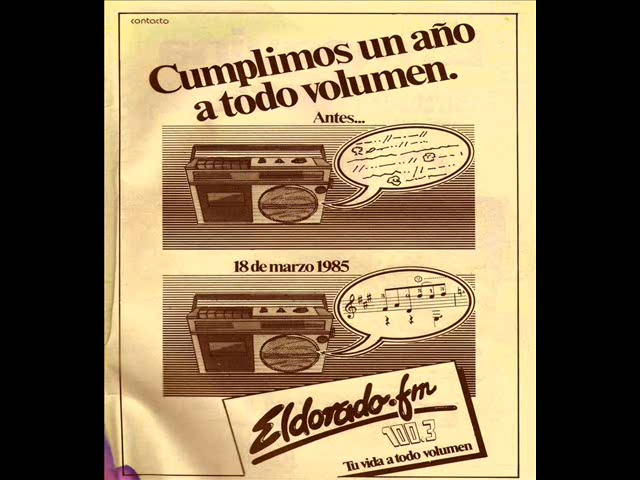 contacto
Cumplimos un año
a todo volumen.
Antes...
18 de marzo 1985
Eldorado.fm
100.3
Tu vida a todo volumen